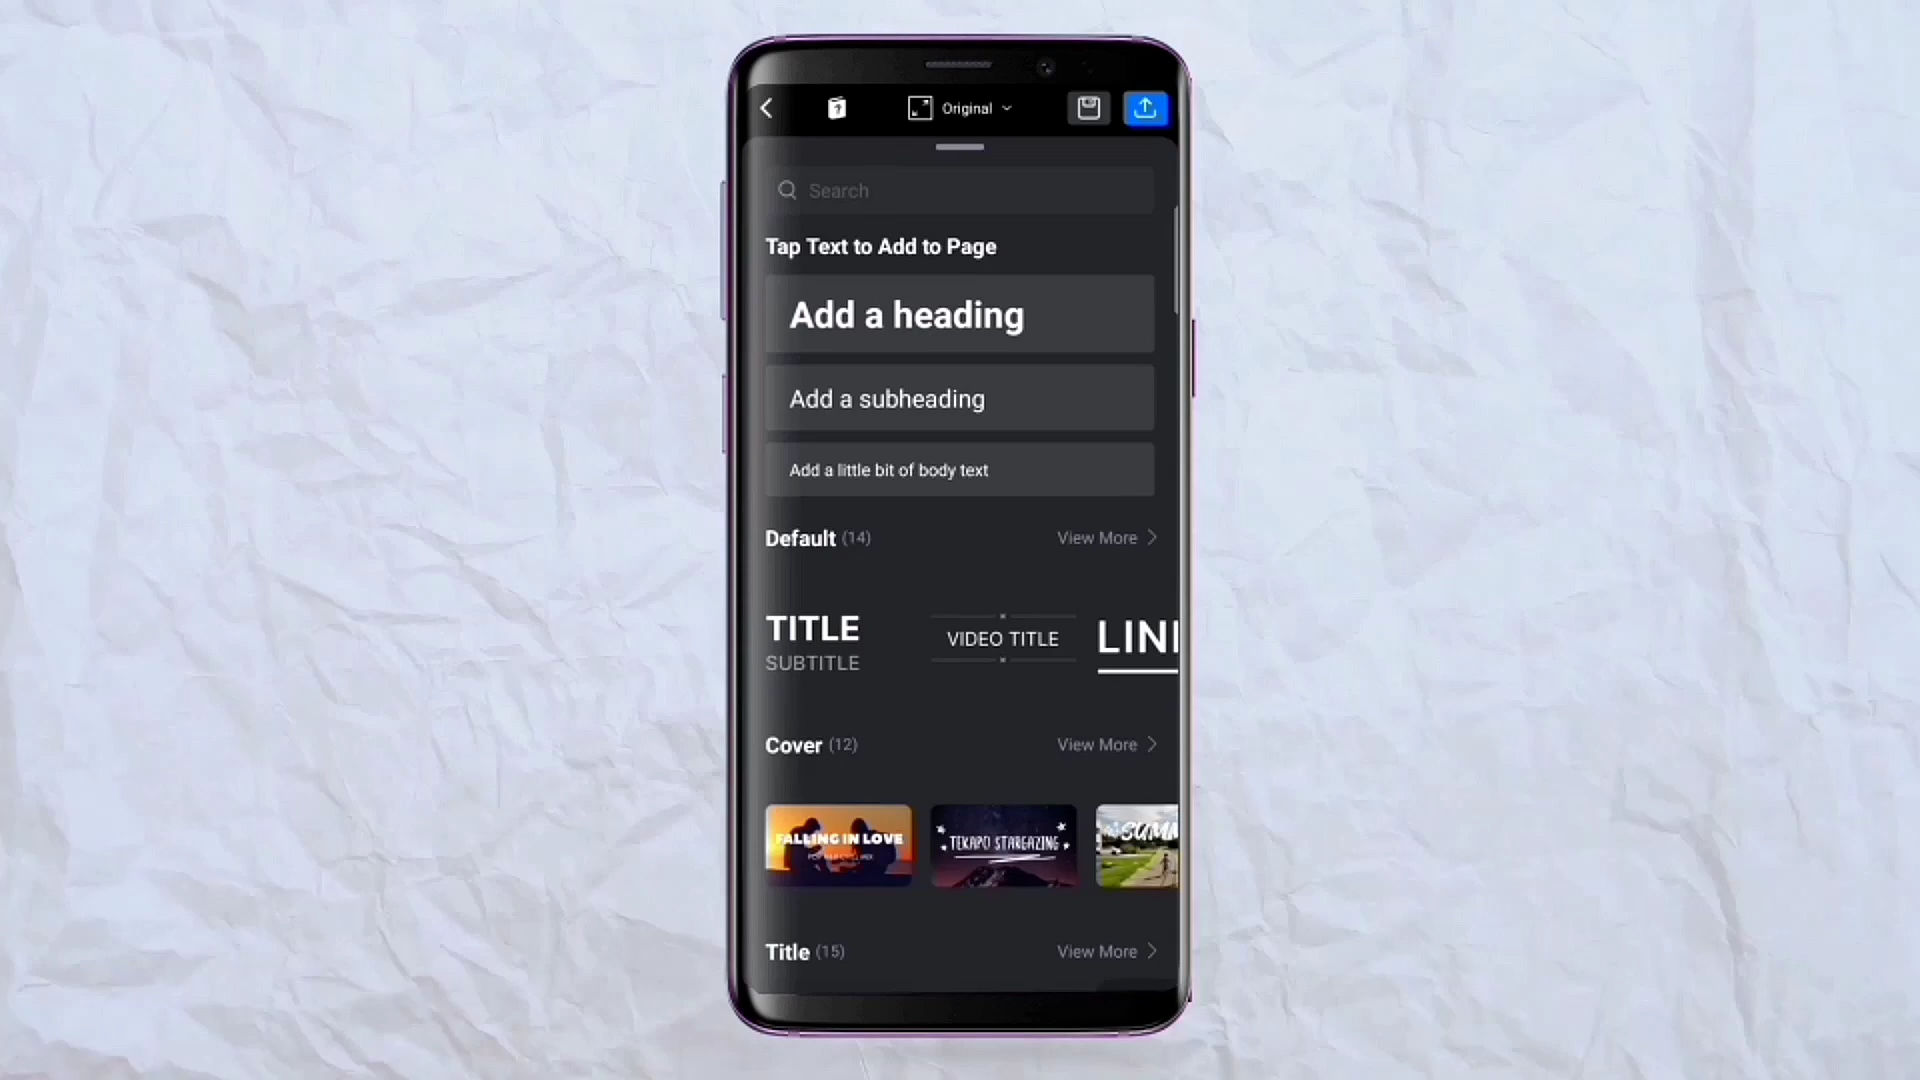 Original
Search
Tap Text to Add to Page
Add a heading
Add a subheading
Add a little bit of body text
Default (14)
View More
TITLE
SUBTITLE
VIDEO TITLE
Cover (12)
View More
FALLING IN LOVE
TEKAPO STARGAZING
Title (15)
View More